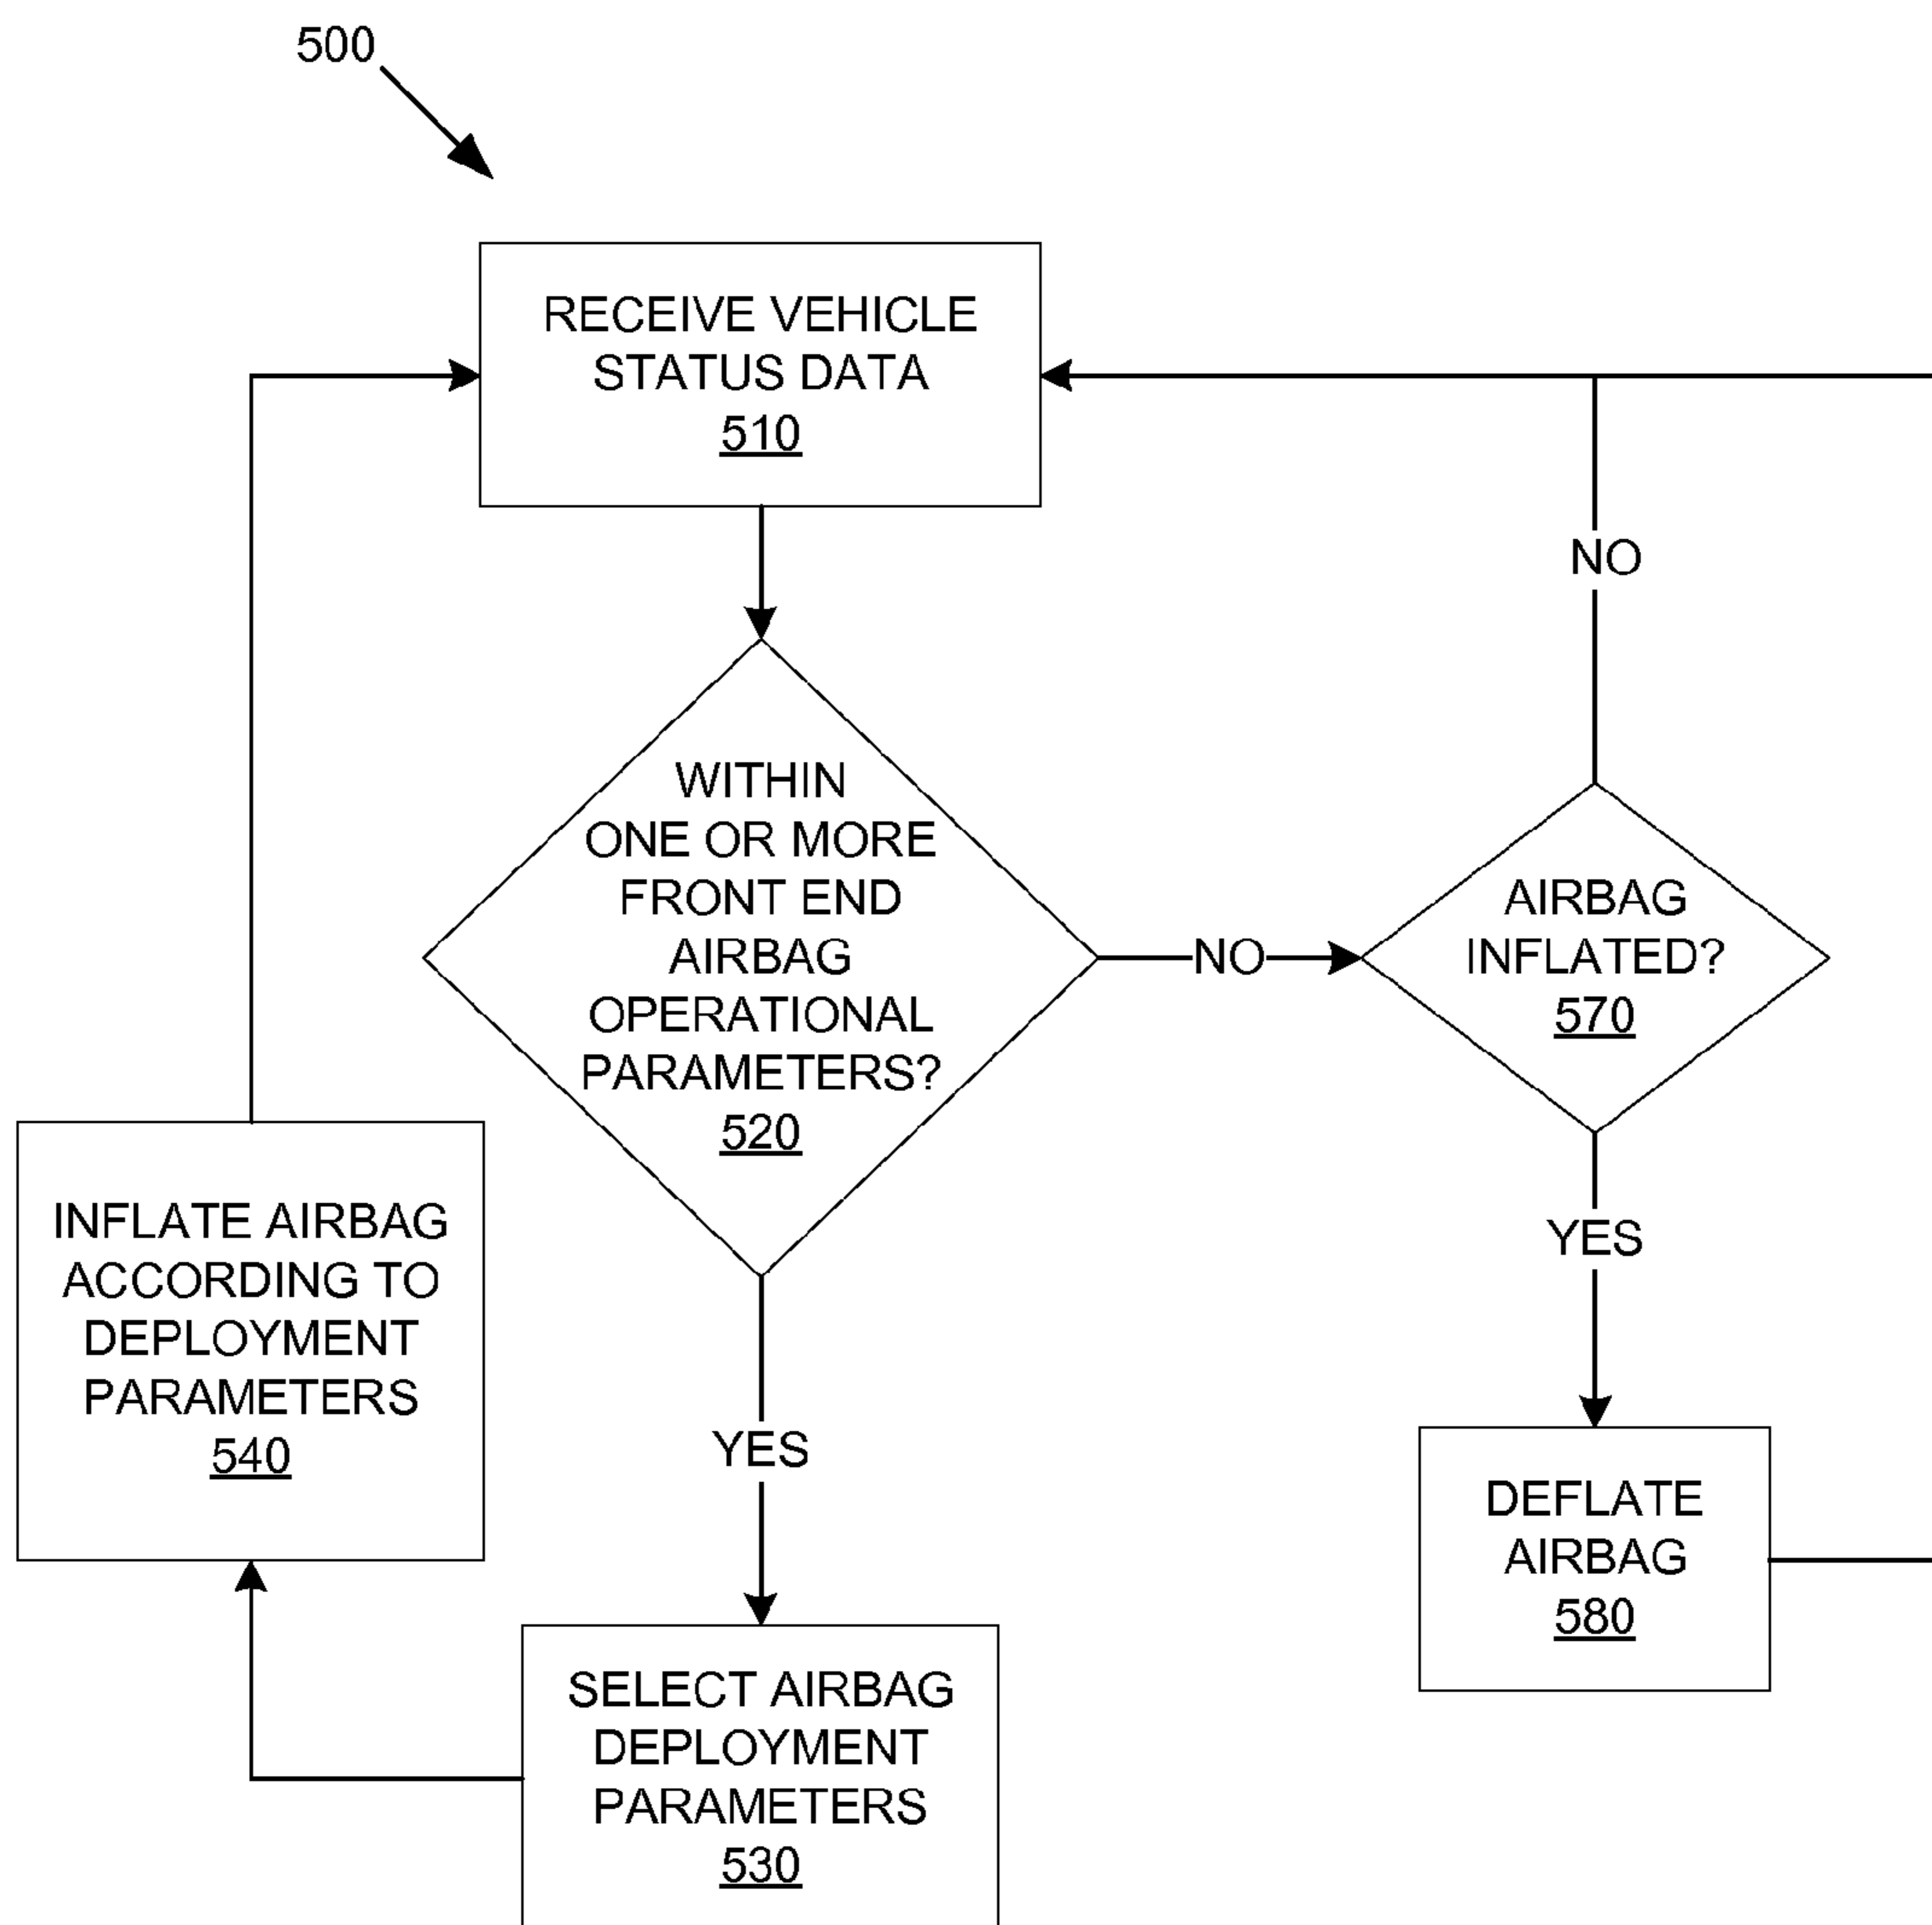 500
RECEIVE VEHICLE
STATUS DATA
510
NO
WITHIN
ONE OR MORE
FRONT END
AIRBAG
OPERATIONAL
PARAMETERS?
520
NO
AIRBAG
INFLATED?
570
INFLATE AIRBAG
ACCORDING TO
DEPLOYMENT
PARAMETERS
540
YES
YES
DEFLATE
AIRBAG
580
SELECT AIRBAG
DEPLOYMENT
PARAMETERS
530